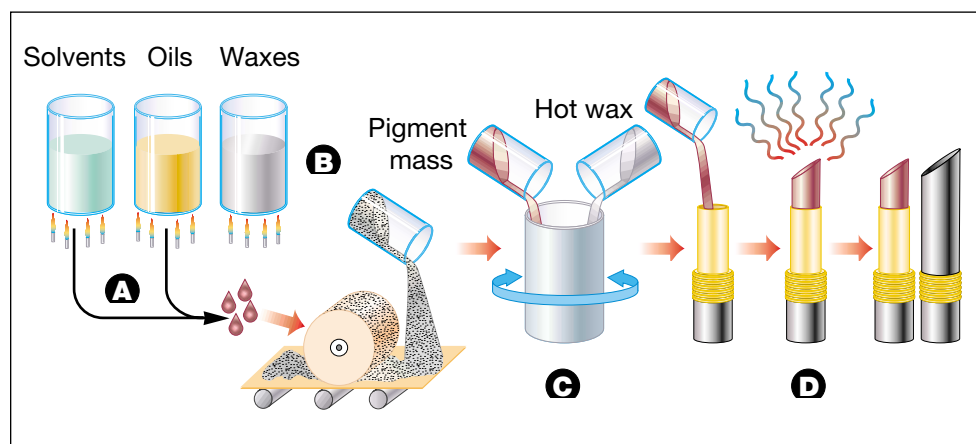 Solvents Oils Waxes
B
Pigment
mass
Hot wax
A
C
D